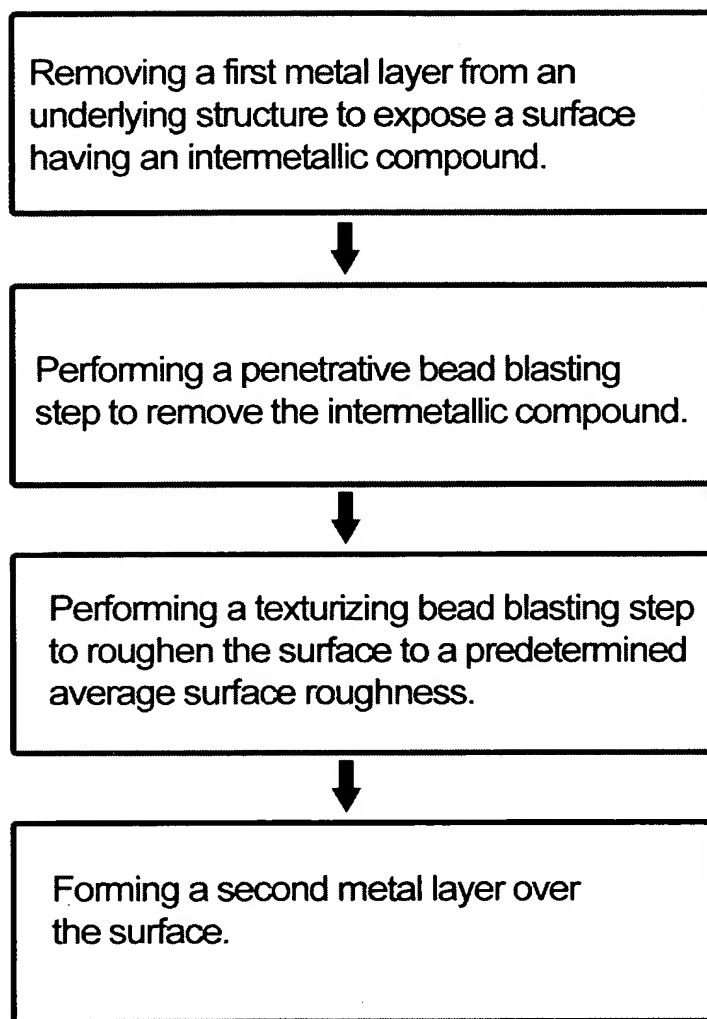 Removing a first metal layer from an
underlying structure to expose a surface
having an intermetallic compound.
Performing a penetrative bead blasting
step to remove the intermetallic compound.
Performing a texturizing bead blasting step
to roughen the surface to a predetermined
average surface roughness.
Forming a second metal layer over
the surface.